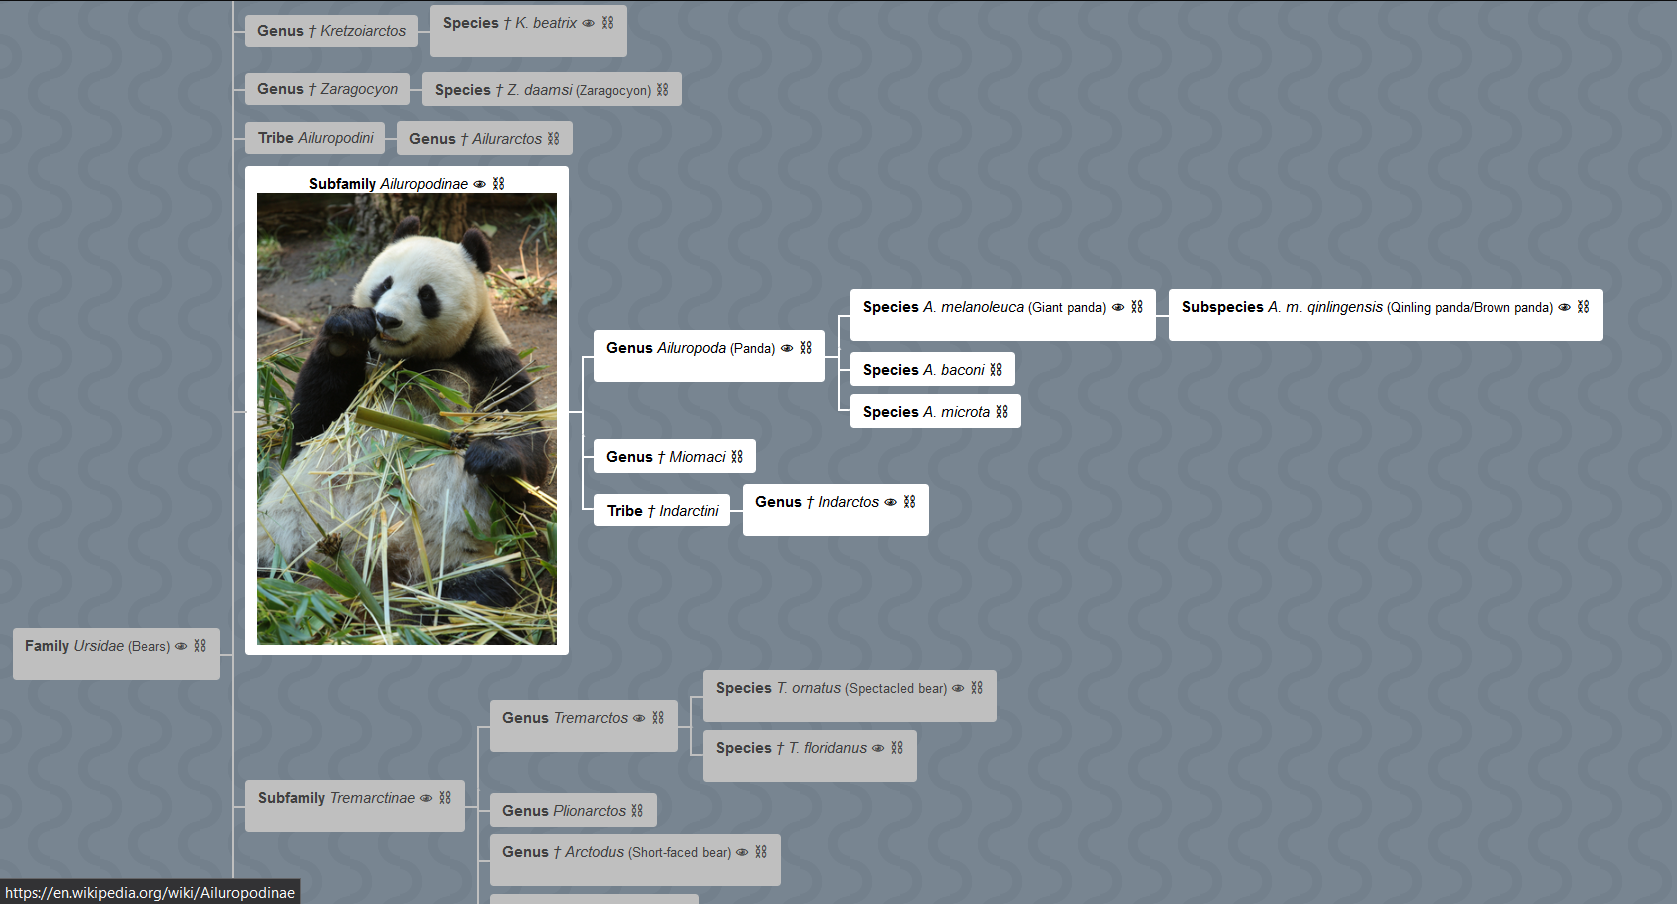 Genus † Kretzoiarctos
Species † K. beatrix
Genus † Zaragocyon
Species † Z. daamsi (Zaragocyon)
Tribe Ailuropodini
Genus † Ailurarctos
Subfamily Ailuropodinae
Species A. melanoleuca (Giant panda)
Subspecies A. m. qinlingensis (Qinling panda/Brown panda)
Genus Ailuropoda (Panda)
Species A. baconi
Species A. microta
Genus † Miomaci
Tribe † Indarctini
Genus † Indarctos
Family Ursidae (Bears)
Species T. ornatus (Spectacled bear)
Genus Tremarctos
Species † T. floridanus
Subfamily Tremarctinae
Genus Plionarctos
Genus † Arctodus (Short-faced bear)
https://en.wikipedia.org/wiki/Ailuropodinae